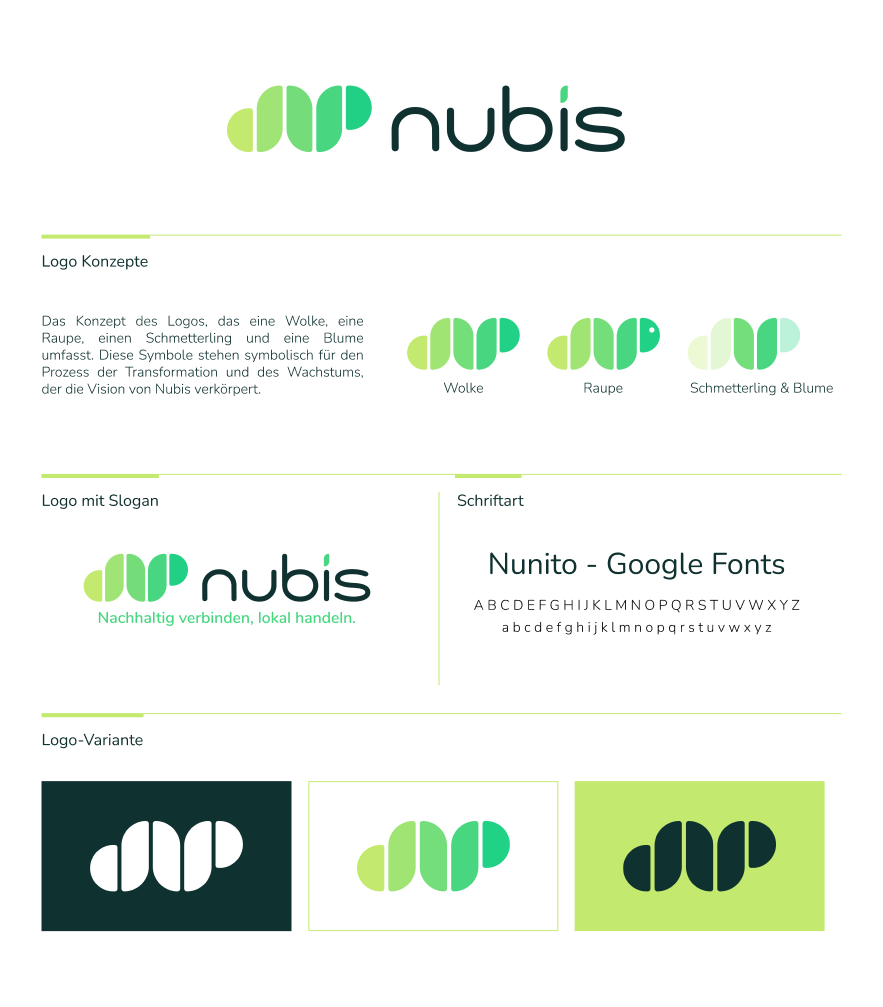 nubis
Logo Konzepte
Das Konzept des Logos, das eine Wolke, eine
Raupe, einen Schmetterling und eine Blume
umfasst. Diese Symbole stehen symbolisch für den
Prozess der Transformation und des Wachstums,
der die Vision von Nubis verkörpert.
Wolke
Raupe
Schmetterling & Blume
Logo mit Slogan
nubis
Nachhaltig verbinden, lokal handeln.
Schriftart
Nunito - Google Fonts
A B C D E F G H I J K L M N O P Q R S T U V W X Y Z
a b c d e f g h i j k l m n o p q r s t u v w x y z
Logo-Variante